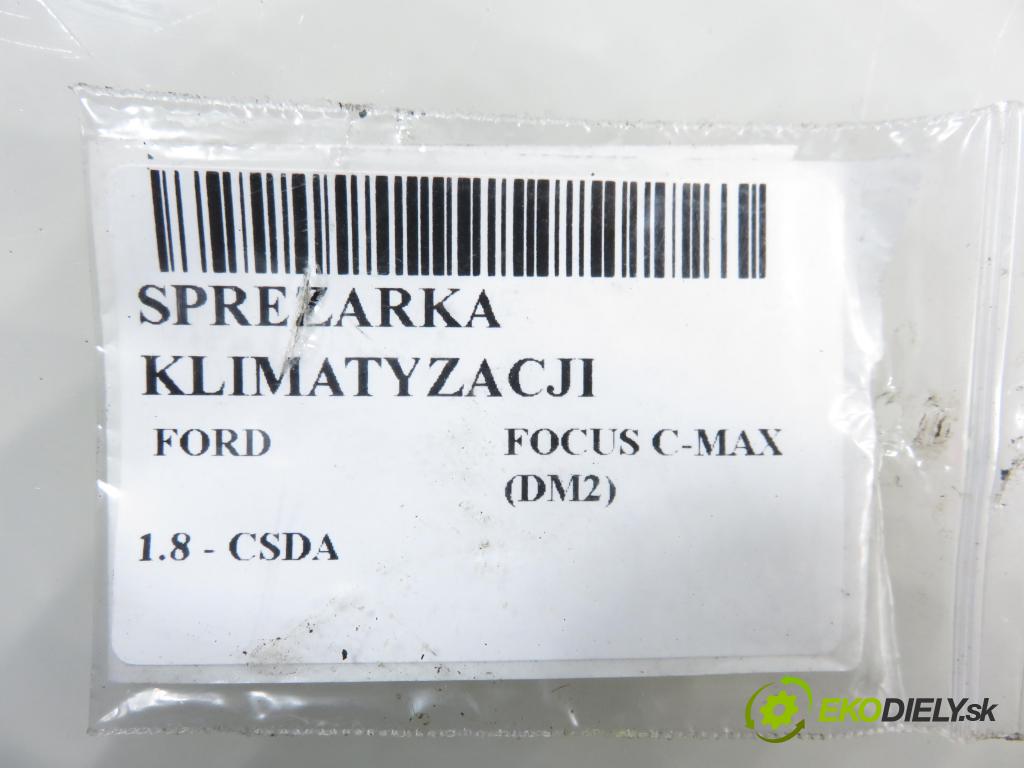 SPREZARKA
KLIMATYZACJI
FORD FOCUS C-MAX
(DM2)
1.8 - CSDA
EKODIELY.sk